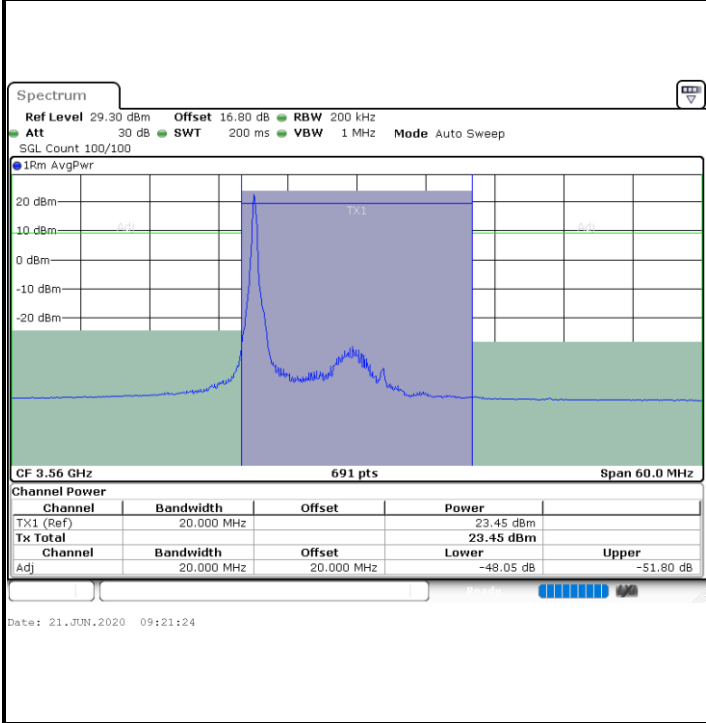 Spectrum
Ref Level 29.30 dBm Offset 16.80 dB RBW 200 kHz
Att 30 dB SWT 200 ms VBW 1 MHz Mode Auto Sweep
SGL Count 100/100
1Rm AvgPwr
20 dBm
TX1
Adj Adj
10 dBm
0 dBm
-10 dBm
-20 dBm
CF 3.56 GHz 691 pts Span 60.0 MHz
Channel Power
Channel Bandwidth Offset Power
TX1 (Ref) 20.000 MHz 23.45 dBm
Tx Total 23.45 dBm
Channel Bandwidth Offset Lower Upper
Adj 20.000 MHz 20.000 MHz -48.05 dB -51.80 dB
Ready
Date: 21.JUN.2020 09:21:24